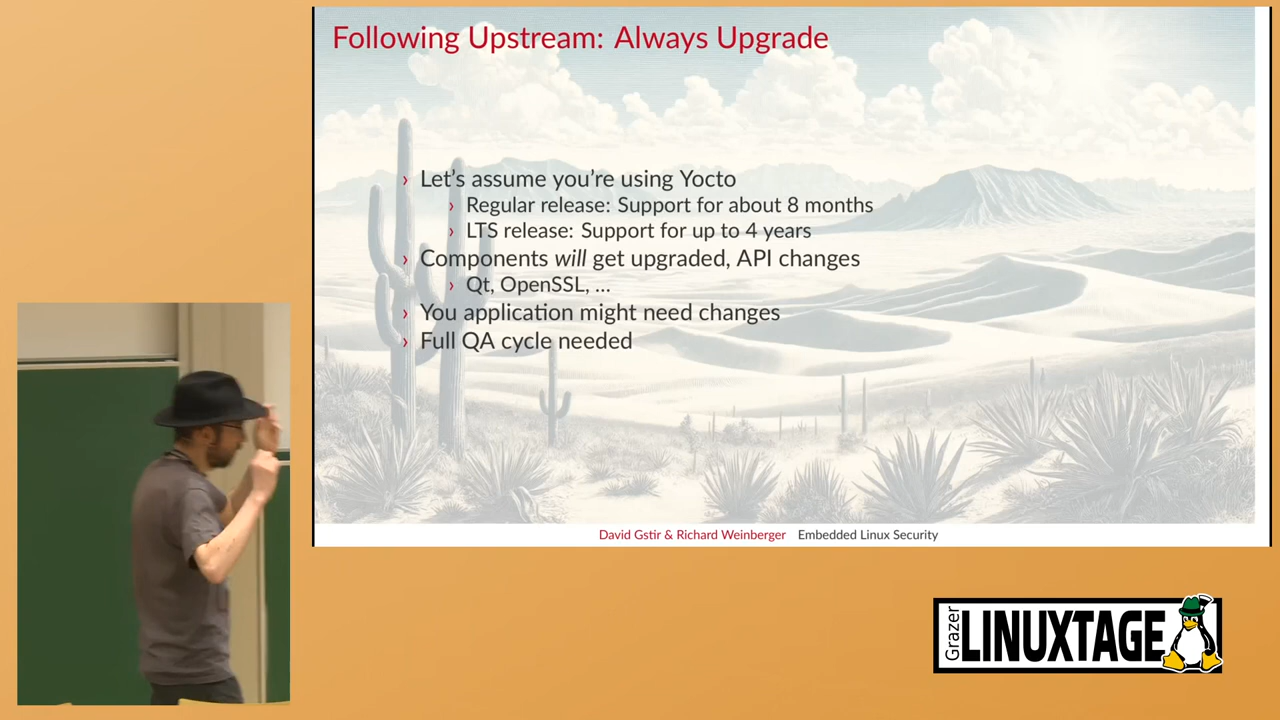 Following Upstream: Always Upgrade
› Let's assume you're using Yocto
› Regular release: Support for about 8 months
› LTS release: Support for up to 4 years
› Components will get upgraded, API changes
› Qt, OpenSSL, ...
› You application might need changes
› Full QA cycle needed
David Gstir & Richard Weinberger Embedded Linux Security
Grazer
LINUXTAGE